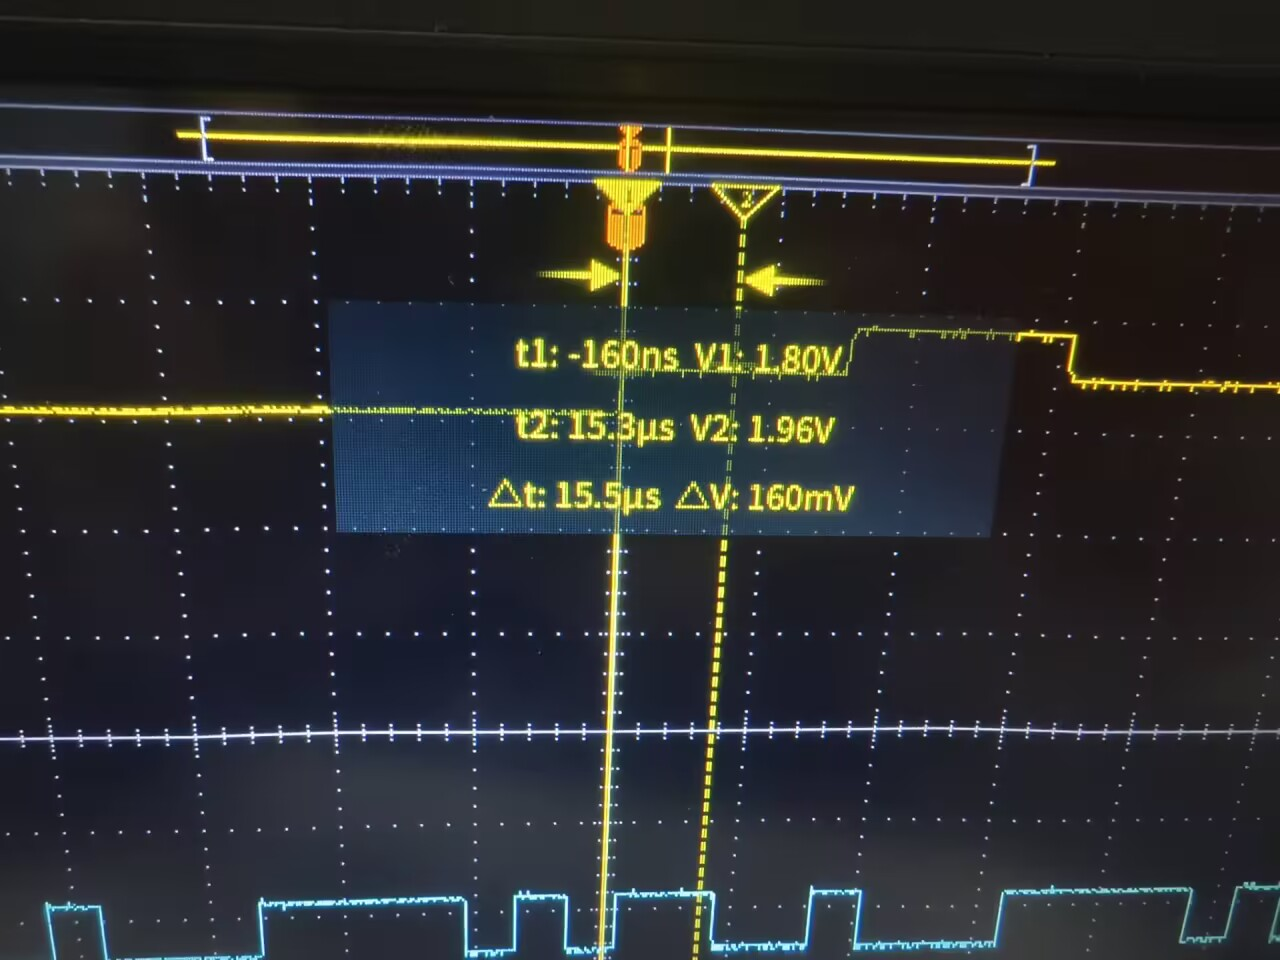 t1: -160ns V1: 1.80V
t2: 15.3µs V2: 1.96V
△t: 15.5µs △V: 160mV